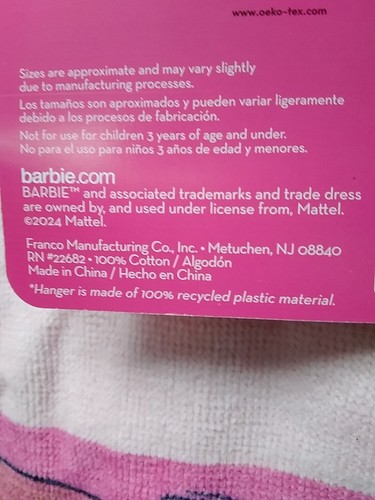 www.oeko-tex.com
Sizes are approximate and may vary slightly
due to manufacturing processes.
Los tamaños son aproximados y pueden variar ligeramente
debido a los procesos de fabricación.
Not for use for children 3 years of age and under.
No para el uso para niños 3 años de edad y menores.
barbie.com
BARBIE™ and associated trademarks and trade dress
are owned by, and used under license from, Mattel.
©2024 Mattel.
Franco Manufacturing Co., Inc. • Metuchen, NJ 08840
RN #22682 • 100% Cotton / Algodón
Made in China / Hecho en China
*Hanger is made of 100% recycled plastic material.